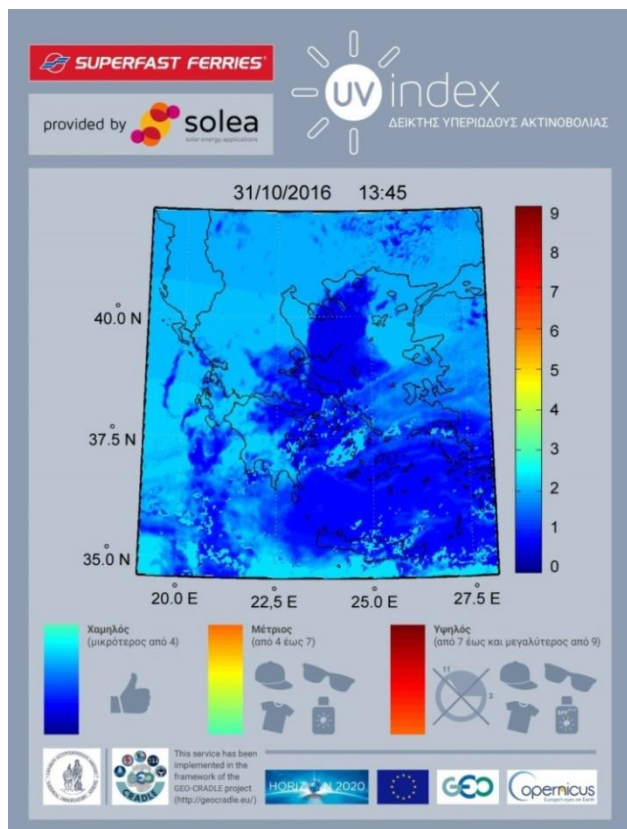 SUPERFAST FERRIES
provided by solea
solar energy applications
UV index
ΔΕΙΚΤΗΣ ΥΠΕΡΙΩΔΟΥΣ ΑΚΤΙΝΟΒΟΛΙΑΣ
31/10/2016 13:45
9
8
7
6
5
4
3
2
1
0
40.0 N
37.5 N
35.0 N
20.0 E
22,5 E
25.0 E
27.5 E
Χαμηλός
(μικρότερος από 4)
Μέτριος
(από 4 έως 7)
Υψηλός
(από 7 έως και μεγαλύτερος από 9)
11
3
This service has been
implemented in the
framework of the
GEO-CRADLE project
(http://geocradle.eu/)
GEO
CRADLE
HORIZON 2020
GEO
Copernicus
Europe's eyes on Earth